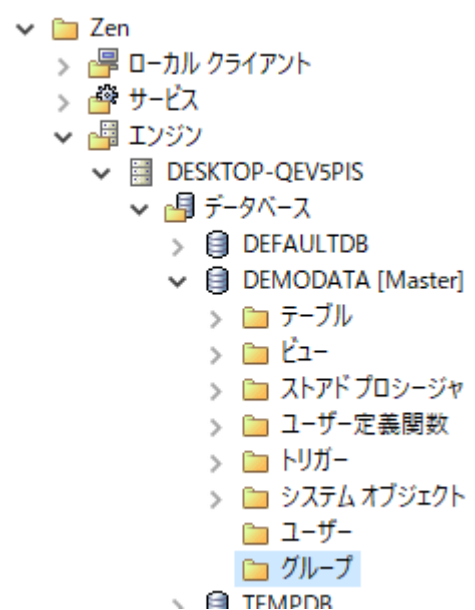 Zen
ローカル クライアント
サービス
エンジン
DESKTOP-QEV5PIS
データベース
DEFAULTDB
DEMODATA [Master]
テーブル
ビュー
ストアド プロシージャ
ユーザー定義関数
トリガー
システム オブジェクト
ユーザー
グループ
TEMPDB